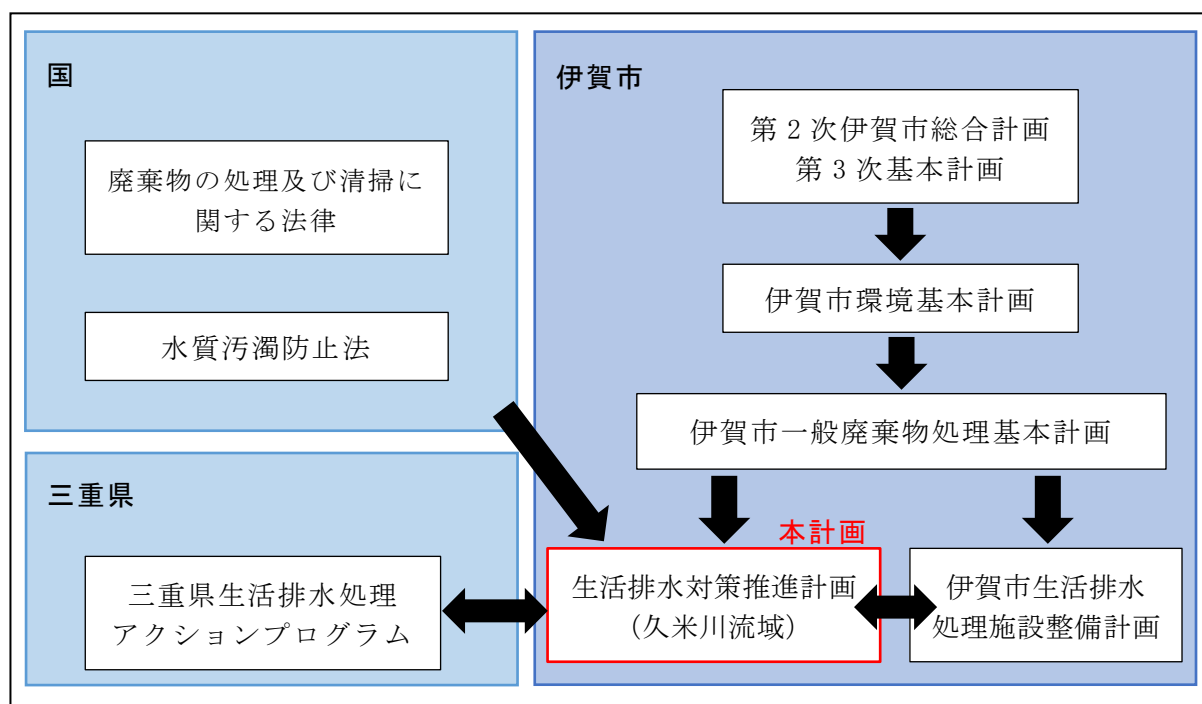 国
廃棄物の処理及び清掃に
関する法律
水質汚濁防止法
三重県
三重県生活排水処理
アクションプログラム
伊賀市
第2次伊賀市総合計画
第3次基本計画
伊賀市環境基本計画
伊賀市一般廃棄物処理基本計画
本計画
生活排水対策推進計画
（久米川流域）
伊賀市生活排水
処理施設整備計画